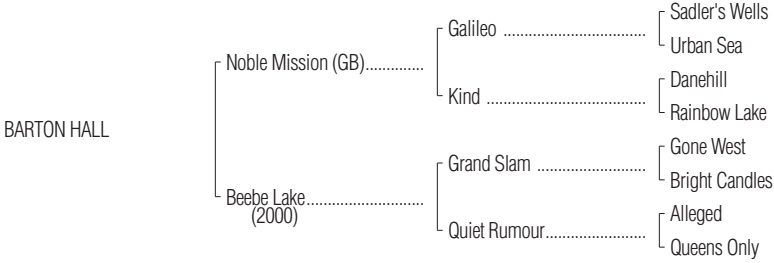 Sadler's Wells
Galileo ................................
Urban Sea
Noble Mission (GB)..............
Danehill
Kind ....................................
Rainbow Lake
BARTON HALL
Gone West
Grand Slam ........................
Bright Candles
Beebe Lake...........................
(2000)
Alleged
Quiet Rumour.......................
Queens Only